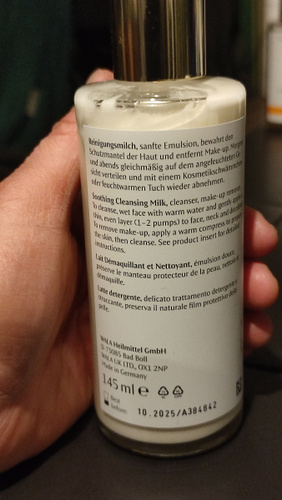 Reinigungsmilch, sanfte Emulsion, bewahrt den
Schutzmantel der Haut und entfernt Make-up. Morgens
und abends gleichmäßig auf dem angefeuchteten
sicht verteilen und mit einem Kosmetikschwämmchen
oder feuchtwarmen Tuch wieder abnehmen.
Soothing Cleansing Milk, cleanser, make-up remover.
To cleanse, wet face with warm water and gently
thin, even layer (1–2 pumps) to face, neck and
To remove make-up, apply a warm compress to
the skin, then cleanse. See product insert for detailed
instructions.
Lait Démaquillant et Nettoyant, émulsion douce,
préserve le manteau protecteur de la peau, nettoie
démaquille.
Latte detergente, delicato trattamento detergente
struccante, preserva il naturale film protettivo della
pelle.
WALA Heilmittel GmbH
D-73085 Bad Boll
WALA UK LTD., OX1 2NP
Made in Germany
145 ml e
Best
before:
10.2025/A384842